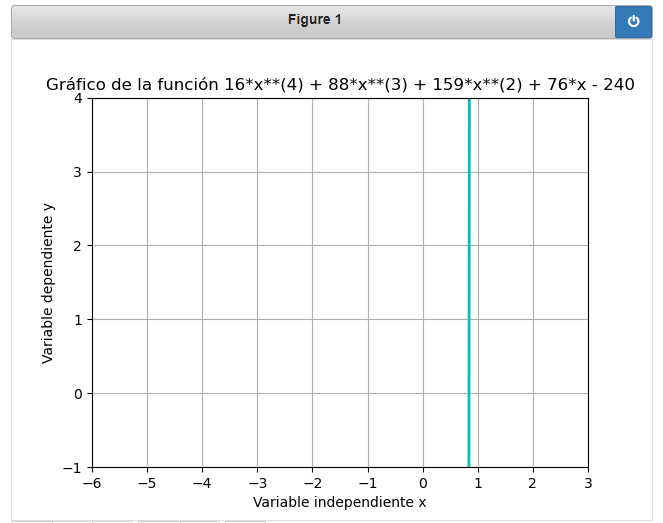 Figure 1
Gráfico de la función 16*x**(4) + 88*x**(3) + 159*x**(2) + 76*x - 240
4
3
2
1
0
−1
Variable dependiente y
−6 −5 −4 −3 −2 −1 0 1 2 3
Variable independiente x